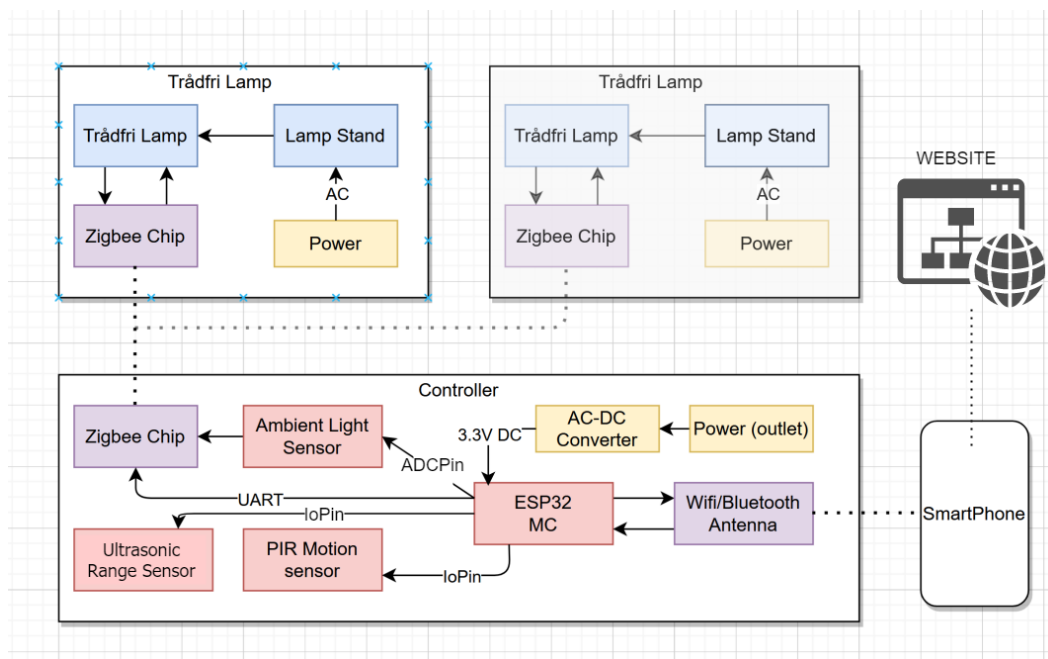 Trådfri Lamp
Trådfri Lamp
Lamp Stand
AC
Zigbee Chip
Power
Trådfri Lamp
Trådfri Lamp
Lamp Stand
AC
Zigbee Chip
Power
WEBSITE
Controller
Zigbee Chip
Ambient Light
Sensor
ADCPin
3.3V DC
AC-DC
Converter
Power (outlet)
UART
IoPin
ESP32
MC
Wifi/Bluetooth
Antenna
SmartPhone
Ultrasonic
Range Sensor
PIR Motion
sensor
IoPin